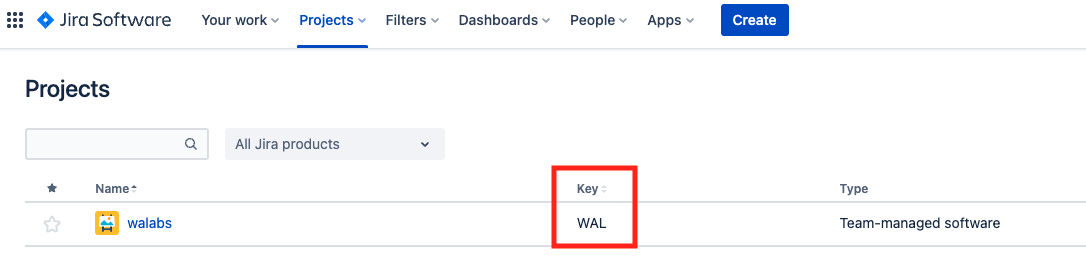 Jira Software Your work Projects Filters Dashboards People Apps Create
Projects
All Jira products
Name Key Type
walabs WAL Team-managed software